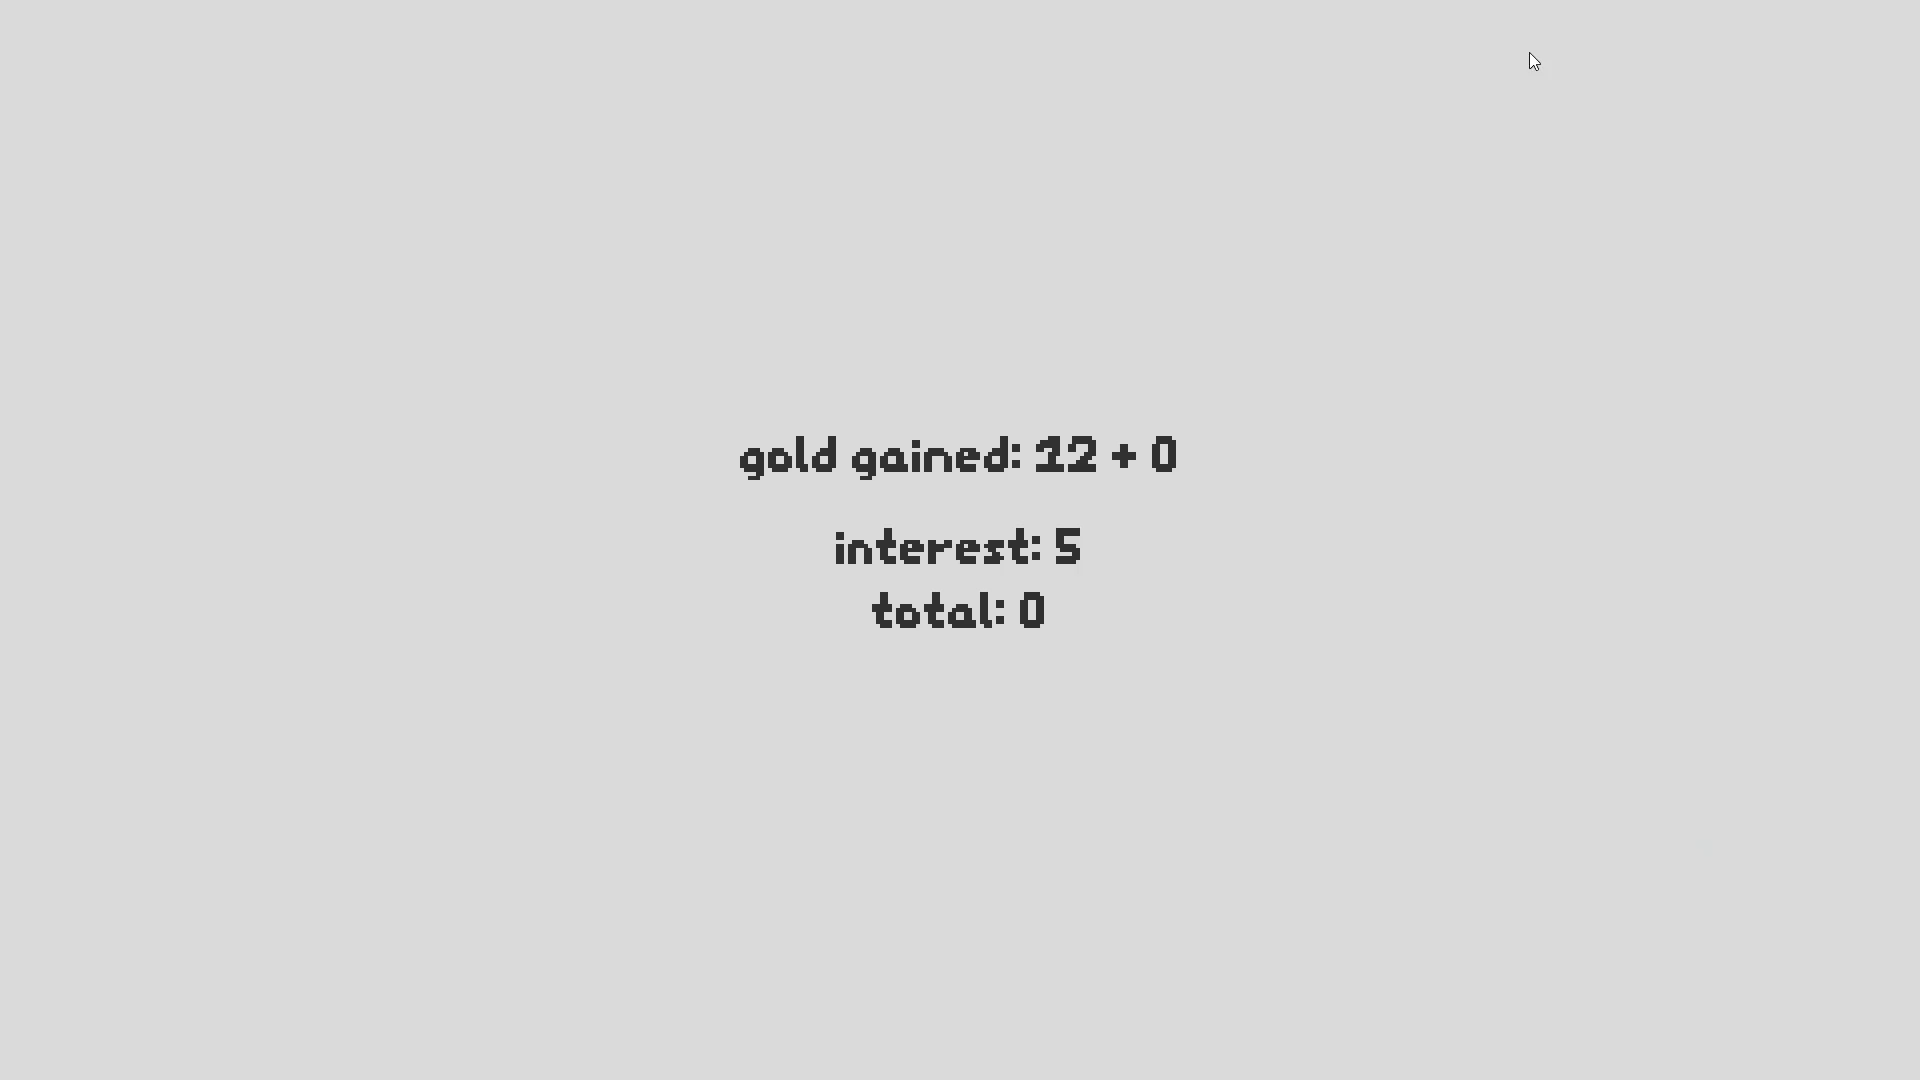 gold gained: 12 + 0
interest: 5
total: 0